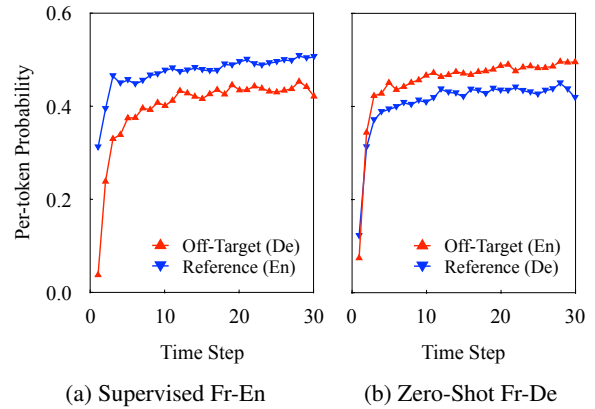 Per-token Probability
0.6
0.4
0.2
0.0
Off-Target (De)
Reference (En)
0 10 20 30
Time Step
(a) Supervised Fr-En
Off-Target (En)
Reference (De)
0 10 20 30
Time Step
(b) Zero-Shot Fr-De